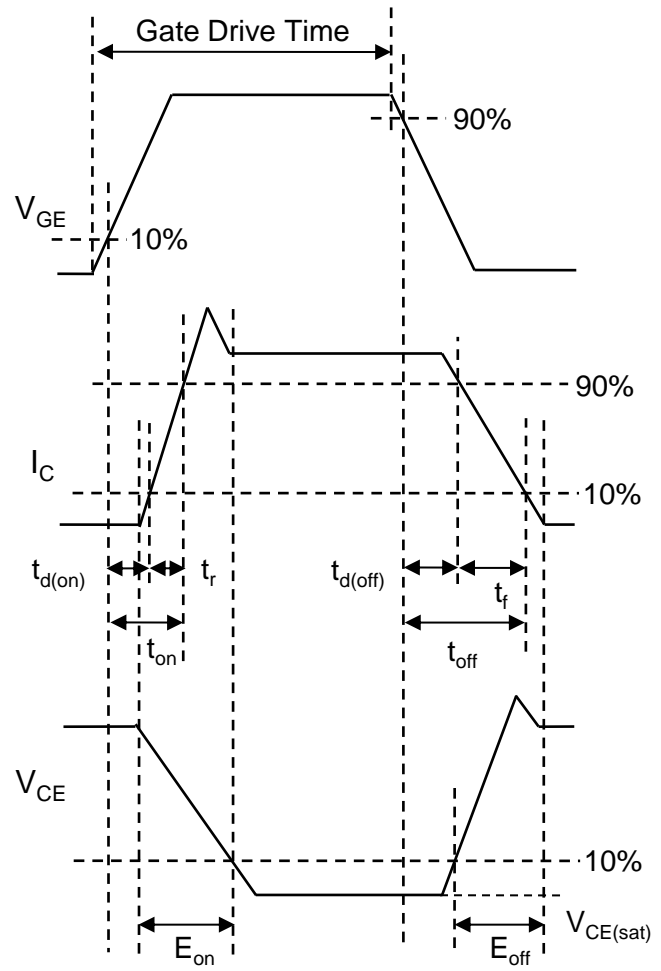 Gate Drive Time
90%
V_GE
10%
90%
I_C
10%
t_d(on)
t_r
t_d(off)
t_f
t_on
t_off
V_CE
10%
V_CE(sat)
E_on
E_off